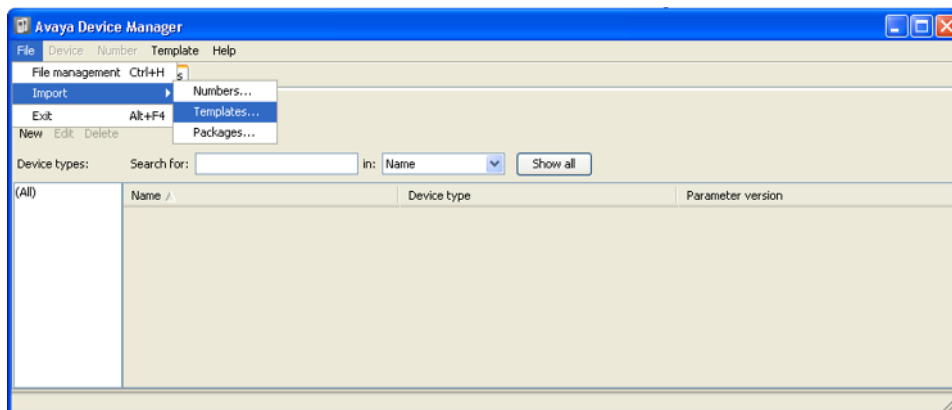 Avaya Device Manager
File Device Number Template Help
File management Ctrl+H s
Import Numbers...
Templates...
Exit Alt+F4
Packages...
New Edit Delete
Device types: Search for: in: Name Show all
(All) Name Device type Parameter version